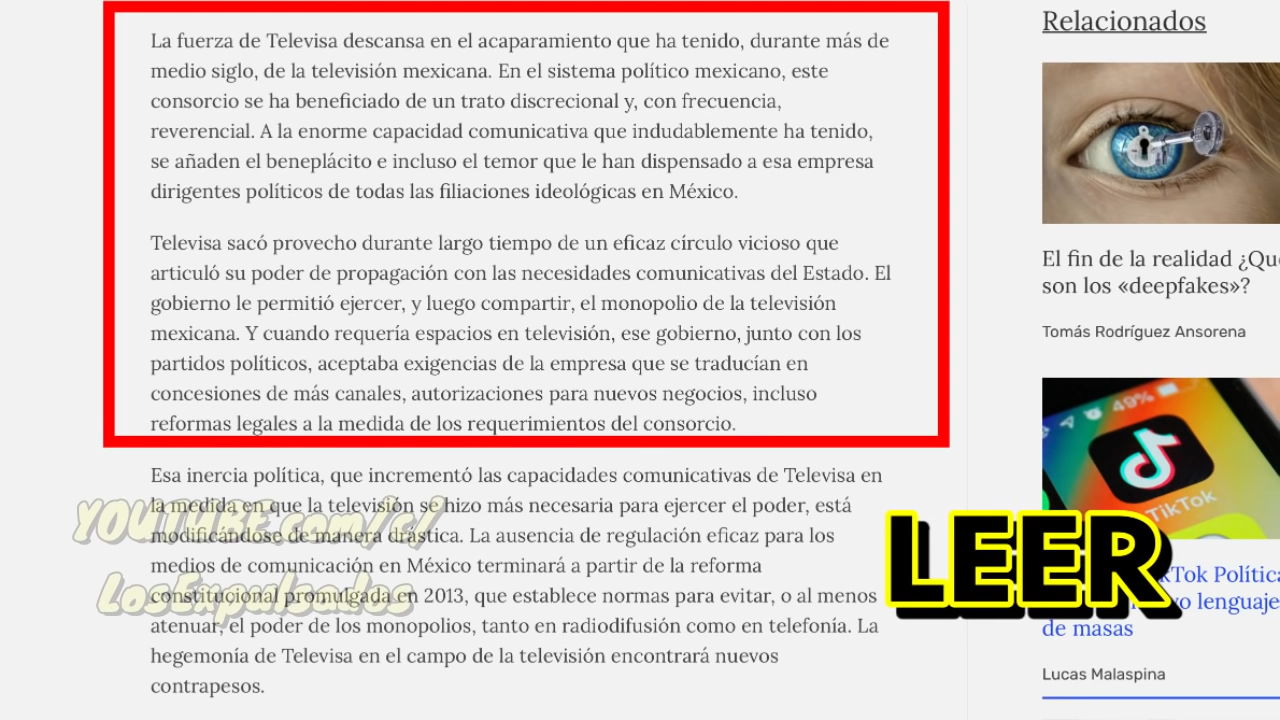 La fuerza de Televisa descansa en el acaparamiento que ha tenido, durante más de
medio siglo, de la televisión mexicana. En el sistema político mexicano, este
consorcio se ha beneficiado de un trato discrecional y, con frecuencia,
reverencial. A la enorme capacidad comunicativa que indudablemente ha tenido,
se añaden el beneplácito e incluso el temor que le han dispensado a esa empresa
dirigentes políticos de todas las filiaciones ideológicas en México.
Televisa sacó provecho durante largo tiempo de un eficaz círculo vicioso que
articuló su poder de propagación con las necesidades comunicativas del Estado. El
gobierno le permitió ejercer, y luego compartir, el monopolio de la televisión
mexicana. Y cuando requería espacios en televisión, ese gobierno, junto con los
partidos políticos, aceptaba exigencias de la empresa que se traducían en
concesiones de más canales, autorizaciones para nuevos negocios, incluso
reformas legales a la medida de los requerimientos del consorcio.
Esa inercia política, que incrementó las capacidades comunicativas de Televisa en
la medida en que la televisión se hizo más necesaria para ejercer el poder, está
modificándose de manera drástica. La ausencia de regulación eficaz para los
medios de comunicación en México terminará a partir de la reforma
constitucional promulgada en 2013, que establece normas para evitar, o al menos
atenuar, el poder de los monopolios, tanto en radiodifusión como en telefonía. La
hegemonía de Televisa en el campo de la televisión encontrará nuevos
contrapesos.
YOUTUBE.com/c/
LosExpulsados
Relacionados
El fin de la realidad ¿Qu
son los «deepfakes»?
Tomás Rodríguez Ansorena
49%
TikTok
LEER
kTok Política
vo lenguaje
de masas
Lucas Malaspina